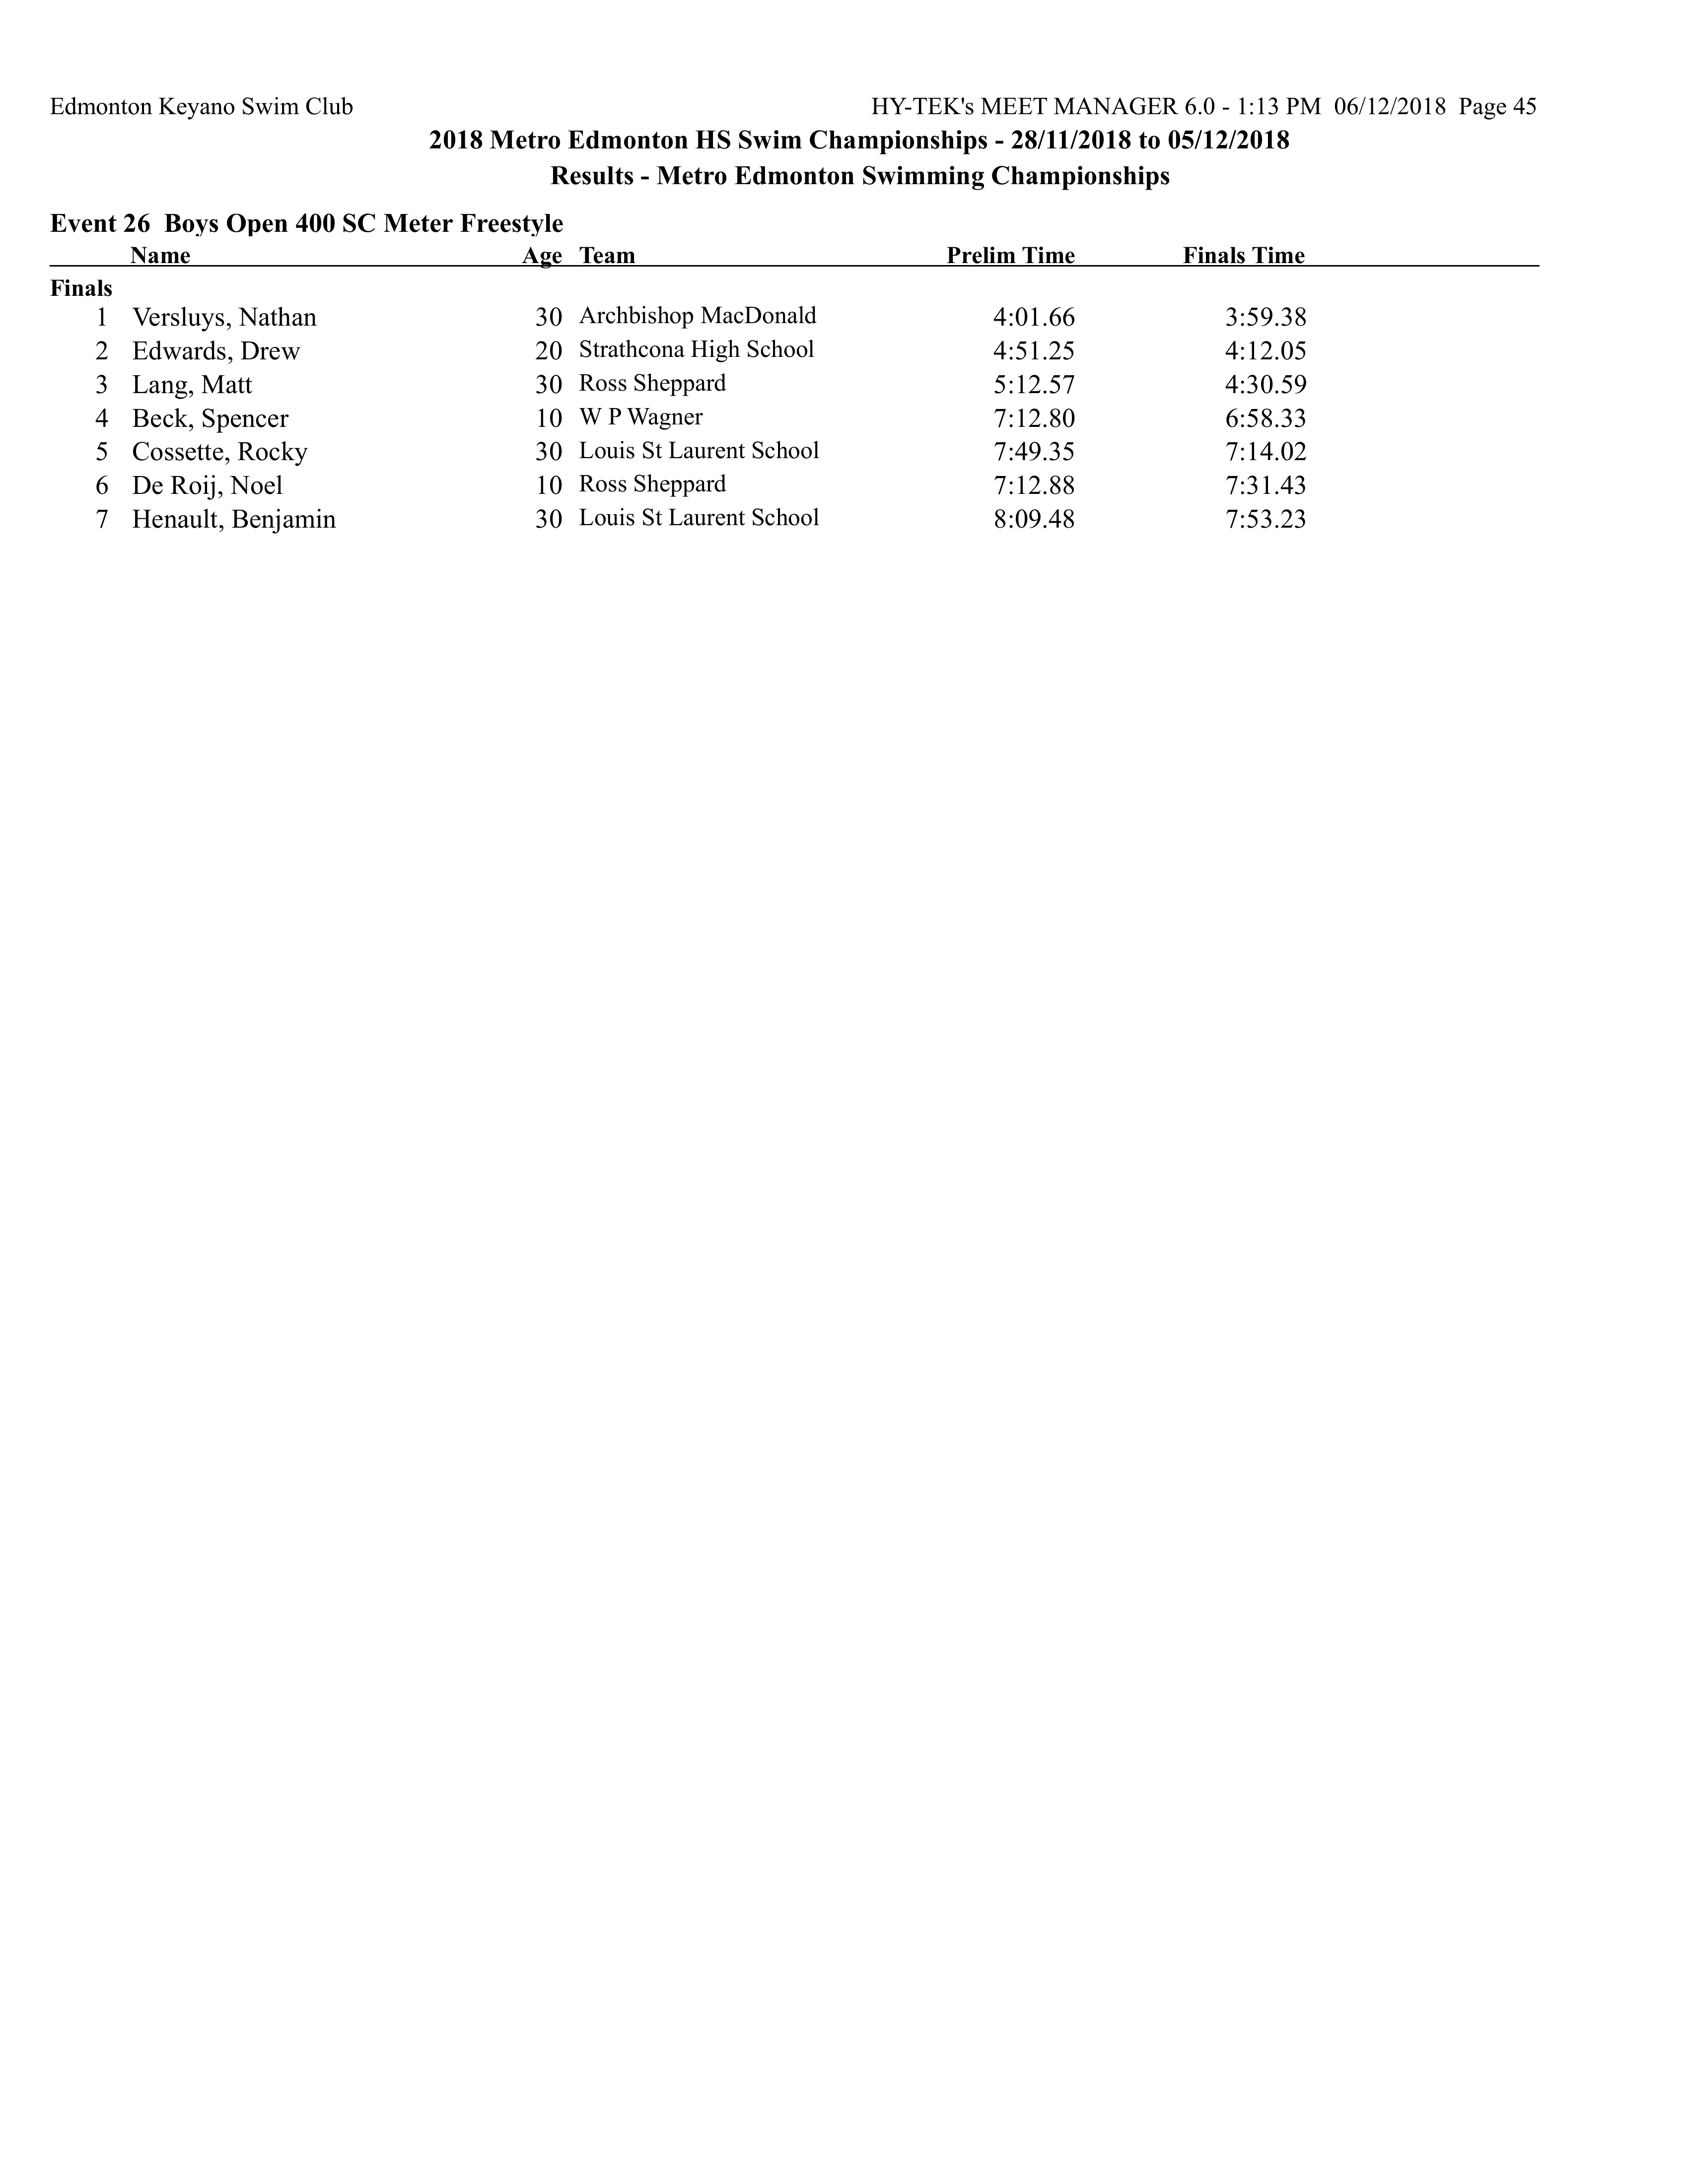 Edmonton Keyano Swim Club HY-TEK's MEET MANAGER 6.0 - 1:13 PM 06/12/2018 Page 45
2018 Metro Edmonton HS Swim Championships - 28/11/2018 to 05/12/2018
Results - Metro Edmonton Swimming Championships
Event 26 Boys Open 400 SC Meter Freestyle
Name Age Team Prelim Time Finals Time
Finals
1 Versluys, Nathan 30 Archbishop MacDonald 4:01.66 3:59.38
2 Edwards, Drew 20 Strathcona High School 4:51.25 4:12.05
3 Lang, Matt 30 Ross Sheppard 5:12.57 4:30.59
4 Beck, Spencer 10 W P Wagner 7:12.80 6:58.33
5 Cossette, Rocky 30 Louis St Laurent School 7:49.35 7:14.02
6 De Roij, Noel 10 Ross Sheppard 7:12.88 7:31.43
7 Henault, Benjamin 30 Louis St Laurent School 8:09.48 7:53.23